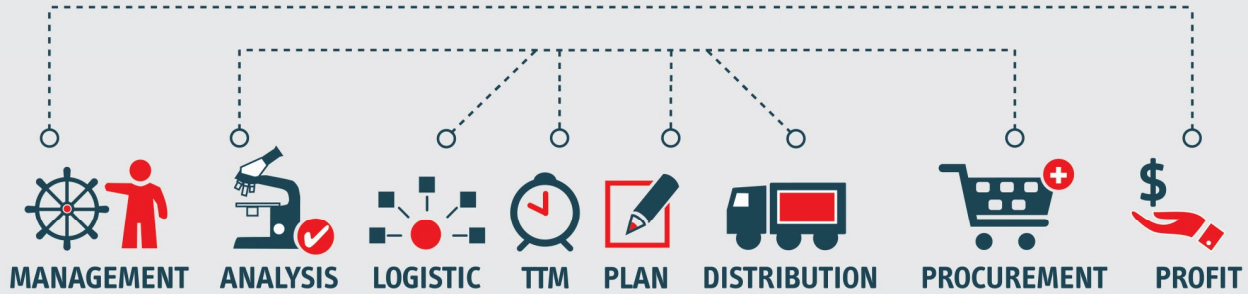 MANAGEMENT ANALYSIS LOGISTIC TTM PLAN DISTRIBUTION PROCUREMENT PROFIT